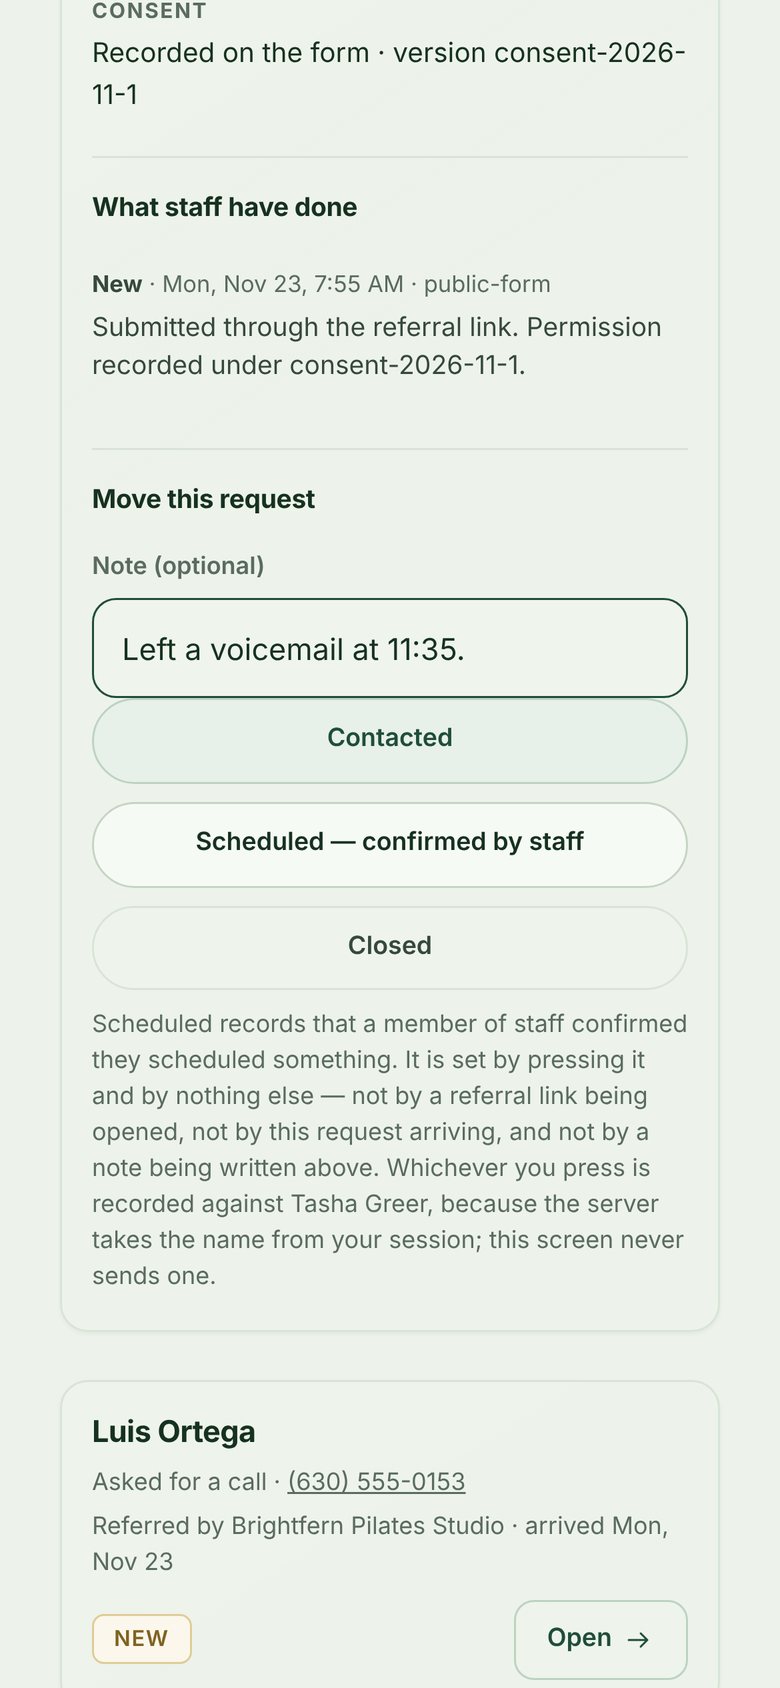 CONSENT
Recorded on the form · version consent-2026-
11-1
What staff have done
New · Mon, Nov 23, 7:55 AM · public-form
Submitted through the referral link. Permission
recorded under consent-2026-11-1.
Move this request
Note (optional)
Left a voicemail at 11:35.
Contacted
Scheduled — confirmed by staff
Closed
Scheduled records that a member of staff confirmed
they scheduled something. It is set by pressing it
and by nothing else — not by a referral link being
opened, not by this request arriving, and not by a
note being written above. Whichever you press is
recorded against Tasha Greer, because the server
takes the name from your session; this screen never
sends one.
Luis Ortega
Asked for a call · (630) 555-0153
Referred by Brightfern Pilates Studio · arrived Mon,
Nov 23
NEW
Open →